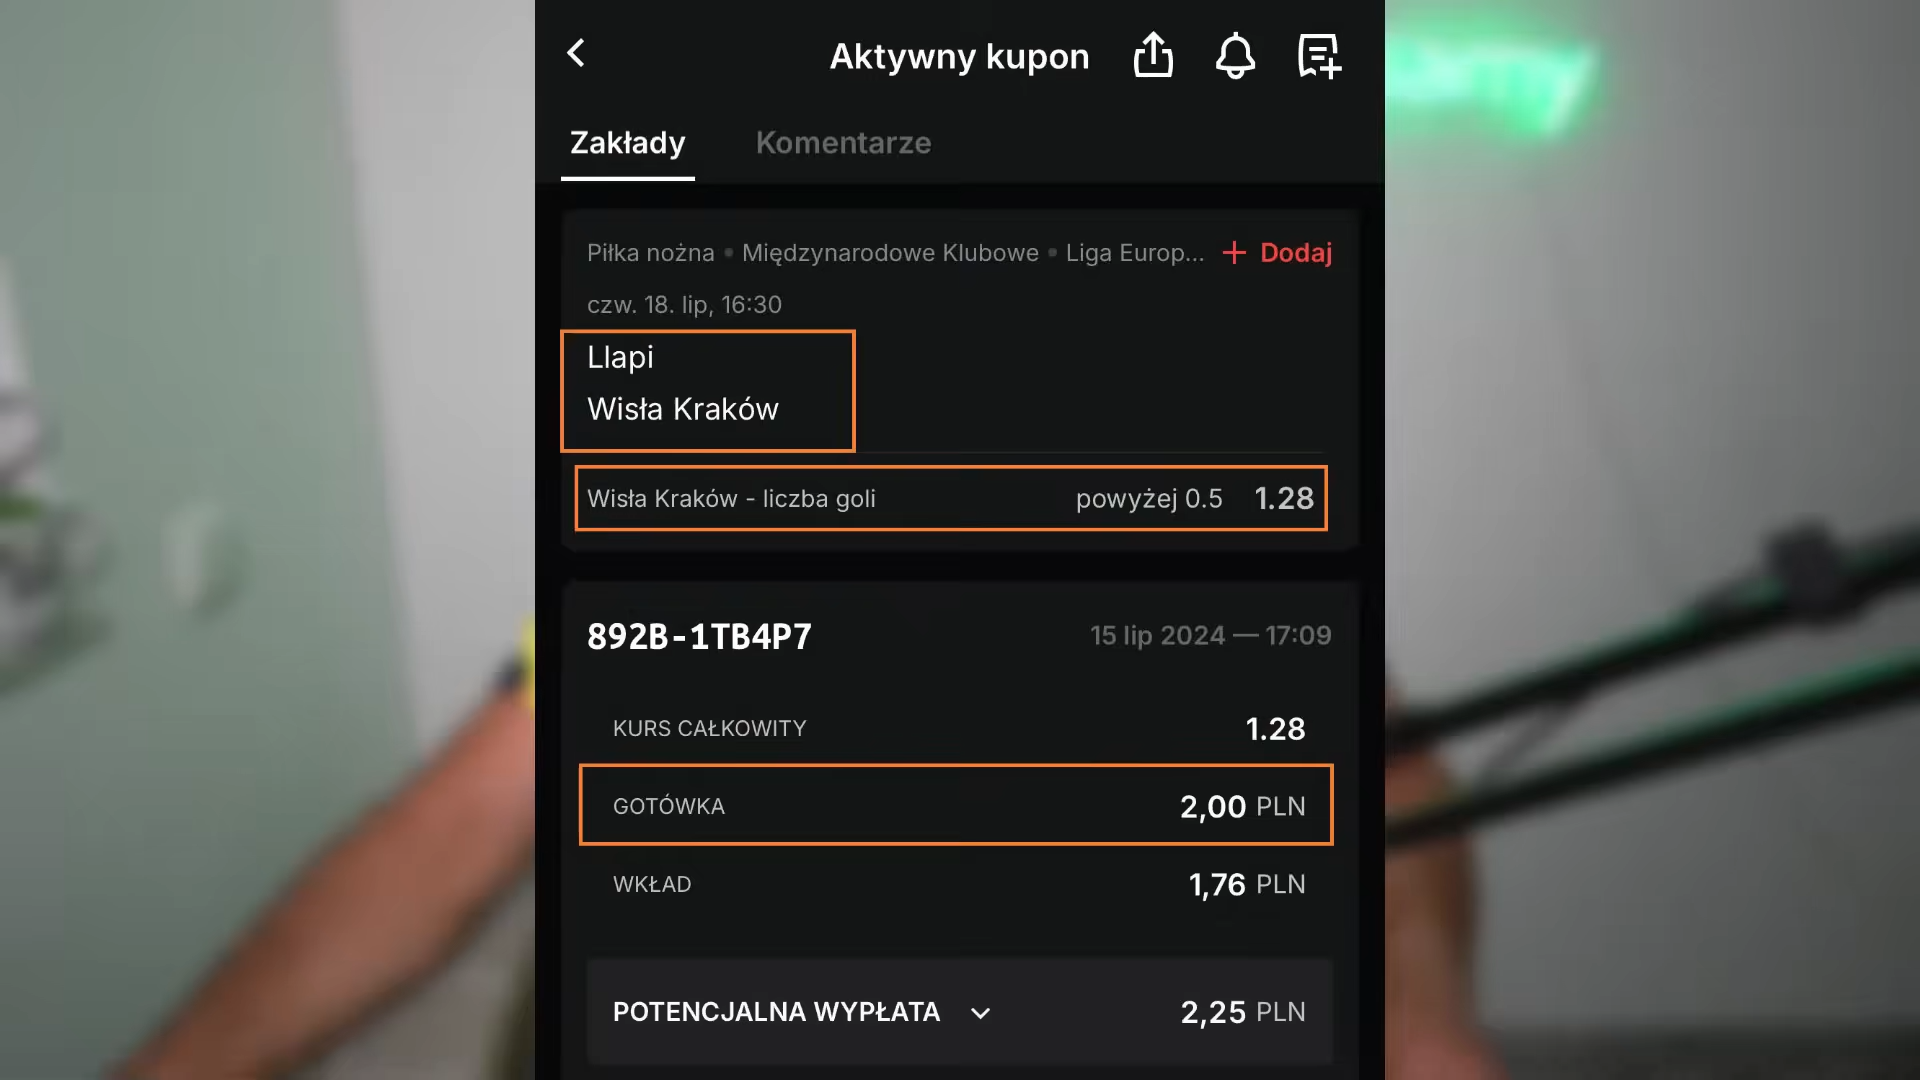 Aktywny kupon
Zakłady Komentarze
Piłka nożna • Międzynarodowe Klubowe • Liga Europ... + Dodaj
czw. 18. lip, 16:30
Llapi
Wisła Kraków
Wisła Kraków - liczba goli powyżej 0.5 1.28
892B-1TB4P7 15 lip 2024 — 17:09
KURS CAŁKOWITY 1.28
GOTÓWKA 2,00 PLN
WKŁAD 1,76 PLN
POTENCJALNA WYPŁATA 2,25 PLN